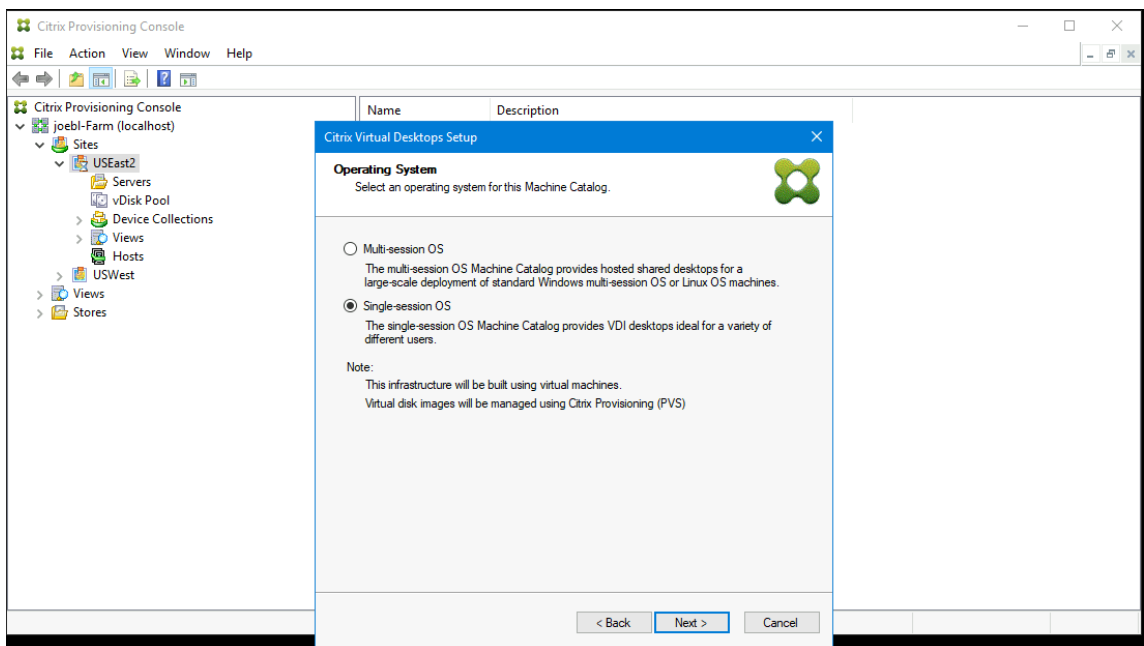 Citrix Provisioning Console
File Action View Window Help
Citrix Provisioning Console
joebl-Farm (localhost)
Sites
USEast2
Servers
vDisk Pool
Device Collections
Views
Hosts
USWest
Views
Stores
Name Description
Citrix Virtual Desktops Setup
Operating System
Select an operating system for this Machine Catalog.
Multi-session OS
The multi-session OS Machine Catalog provides hosted shared desktops for a
large-scale deployment of standard Windows multi-session OS or Linux OS machines.
Single-session OS
The single-session OS Machine Catalog provides VDI desktops ideal for a variety of
different users.
Note:
This infrastructure will be built using virtual machines.
Virtual disk images will be managed using Citrix Provisioning (PVS)
< Back Next > Cancel